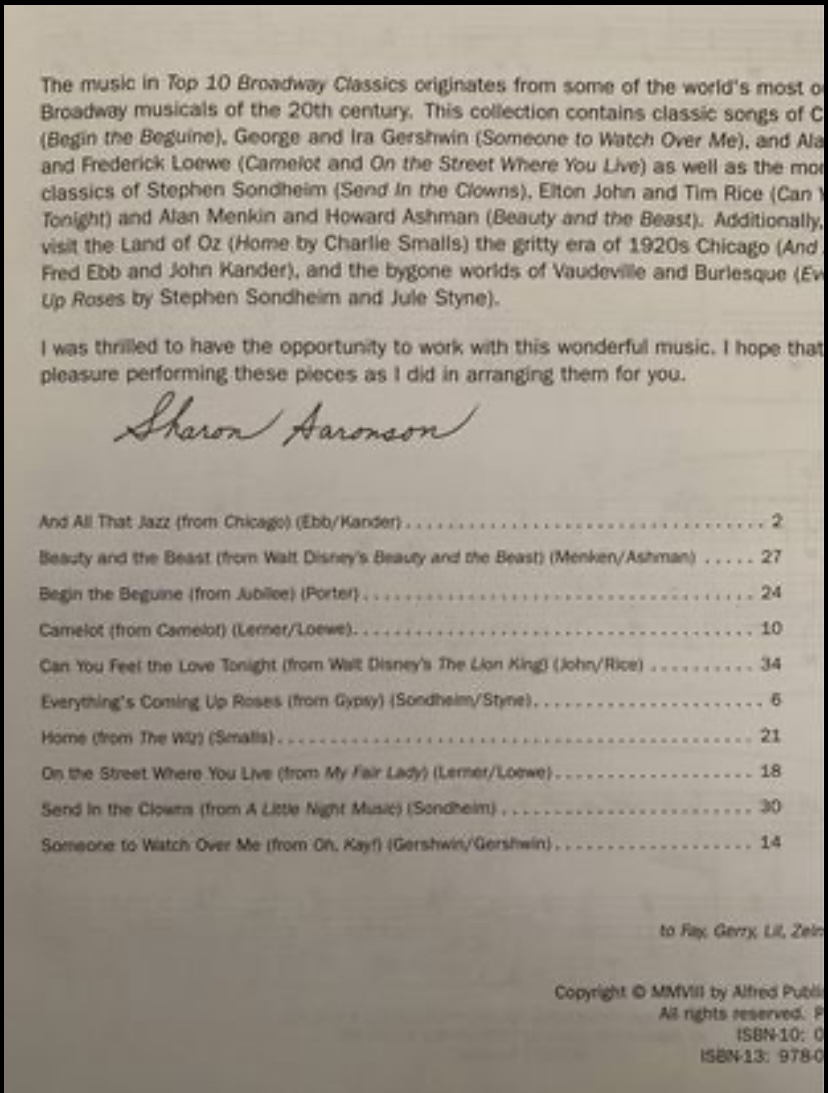 The music in Top 10 Broadway Classics originates from some of the world's most
Broadway musicals of the 20th century. This collection contains classic songs of
(Begin the Beguine), George and Ira Gershwin (Someone to Watch Over Me), and
and Frederick Loewe (Camelot and On the Street Where You Live) as well as the
classics of Stephen Sondheim (Send In the Clowns), Elton John and Tim Rice (Can
Tonight) and Alan Menkin and Howard Ashman (Beauty and the Beast). Additionally,
visit the Land of Oz (Home by Charlie Smalls) the gritty era of 1920s Chicago (And
Fred Ebb and John Kander), and the bygone worlds of Vaudeville and Burlesque
Up Roses by Stephen Sondheim and Jule Styne).
I was thrilled to have the opportunity to work with this wonderful music. I hope that
pleasure performing these pieces as I did in arranging them for you.
Sharon Aaronson
And All That Jazz (from Chicago) (Ebb/Kander) . . . . . . . . . . 2
Beauty and the Beast (from Walt Disney's Beauty and the Beast) (Menken/Ashman) . . . . . 27
Begin the Beguine (from Jubilee) (Porter) . . . . . . . . . . 24
Camelot (from Camelot) (Lerner/Loewe). . . . . . . . . . 10
Can You Feel the Love Tonight (from Walt Disney's The Lion King) (John/Rice) . . . . . . . . . . 34
Everything's Coming Up Roses (from Gypsy) (Sondheim/Styne). . . . . . . . . . 6
Home (from The Wiz) (Smalls) . . . . . . . . . . 21
On the Street Where You Live (from My Fair Lady) (Lerner/Loewe) . . . . . . . . . . 18
Send In the Clowns (from A Little Night Music) (Sondheim) . . . . . . . . . . 30
Someone to Watch Over Me (from Oh, Kay!) (Gershwin/Gershwin) . . . . . . . . . . 14
to Fay, Gerry, Lil,
Copyright © MMVIII by Alfred
All rights reserved.
ISBN-10: 0
ISBN-13: 978-0